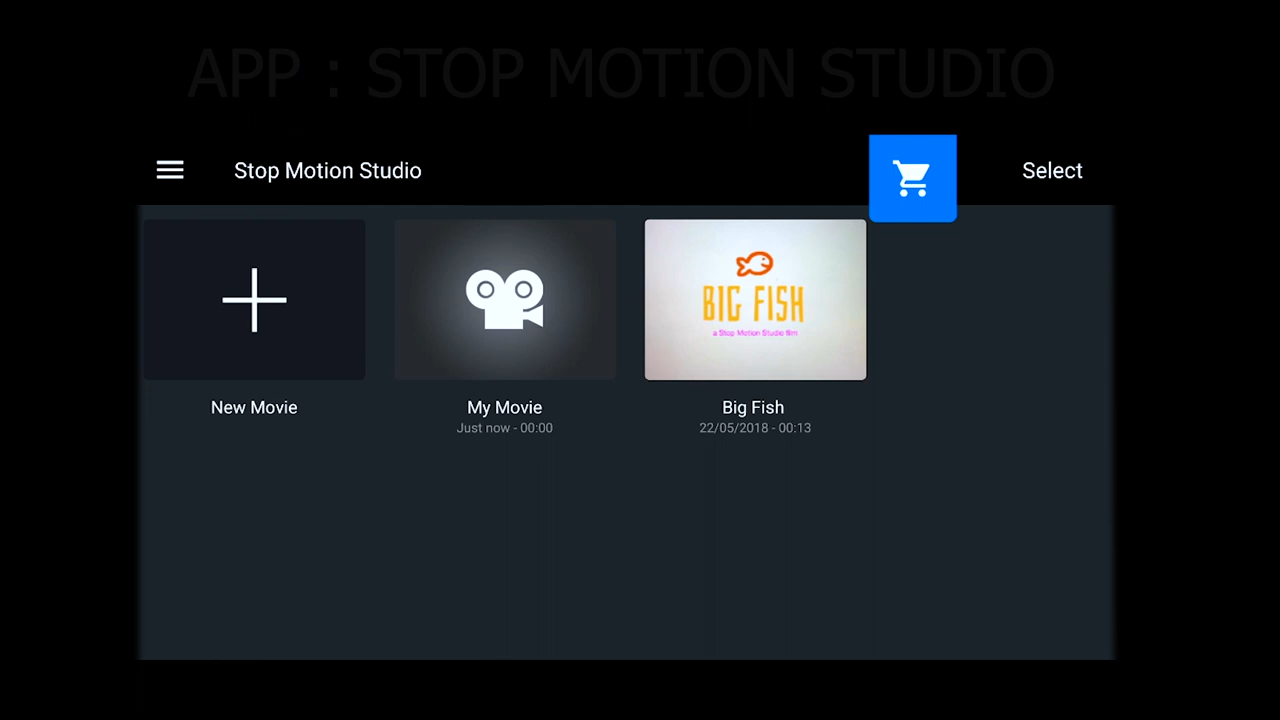 APP : STOP MOTION STUDIO
Stop Motion Studio
Select
BIG FISH
a Stop Motion Studio film
New Movie
My Movie
Big Fish
Just now - 00:00
22/05/2018 - 00:13